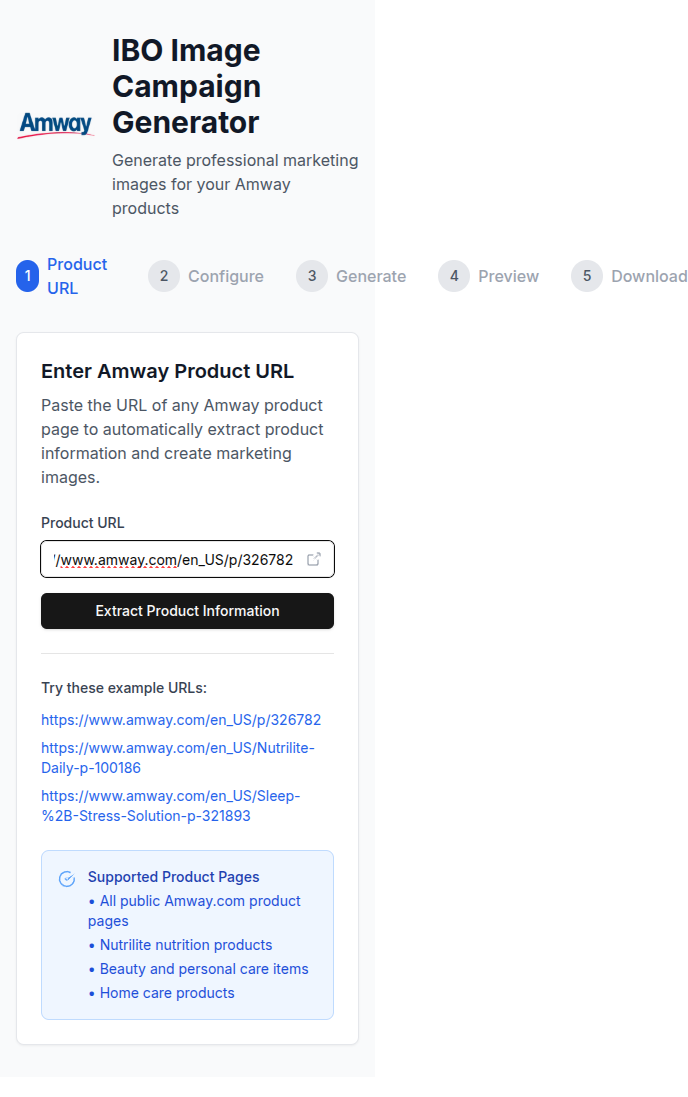 IBO Image
Campaign
Generator
Amway
Generate professional marketing
images for your Amway
products
1 Product
URL
2 Configure
3 Generate
4 Preview
5 Download
Enter Amway Product URL
Paste the URL of any Amway product
page to automatically extract product
information and create marketing
images.
Product URL
//www.amway.com/en_US/p/326782
Extract Product Information
Try these example URLs:
https://www.amway.com/en_US/p/326782
https://www.amway.com/en_US/Nutrilite-
Daily-p-100186
https://www.amway.com/en_US/Sleep-
%2B-Stress-Solution-p-321893
Supported Product Pages
• All public Amway.com product
pages
• Nutrilite nutrition products
• Beauty and personal care items
• Home care products